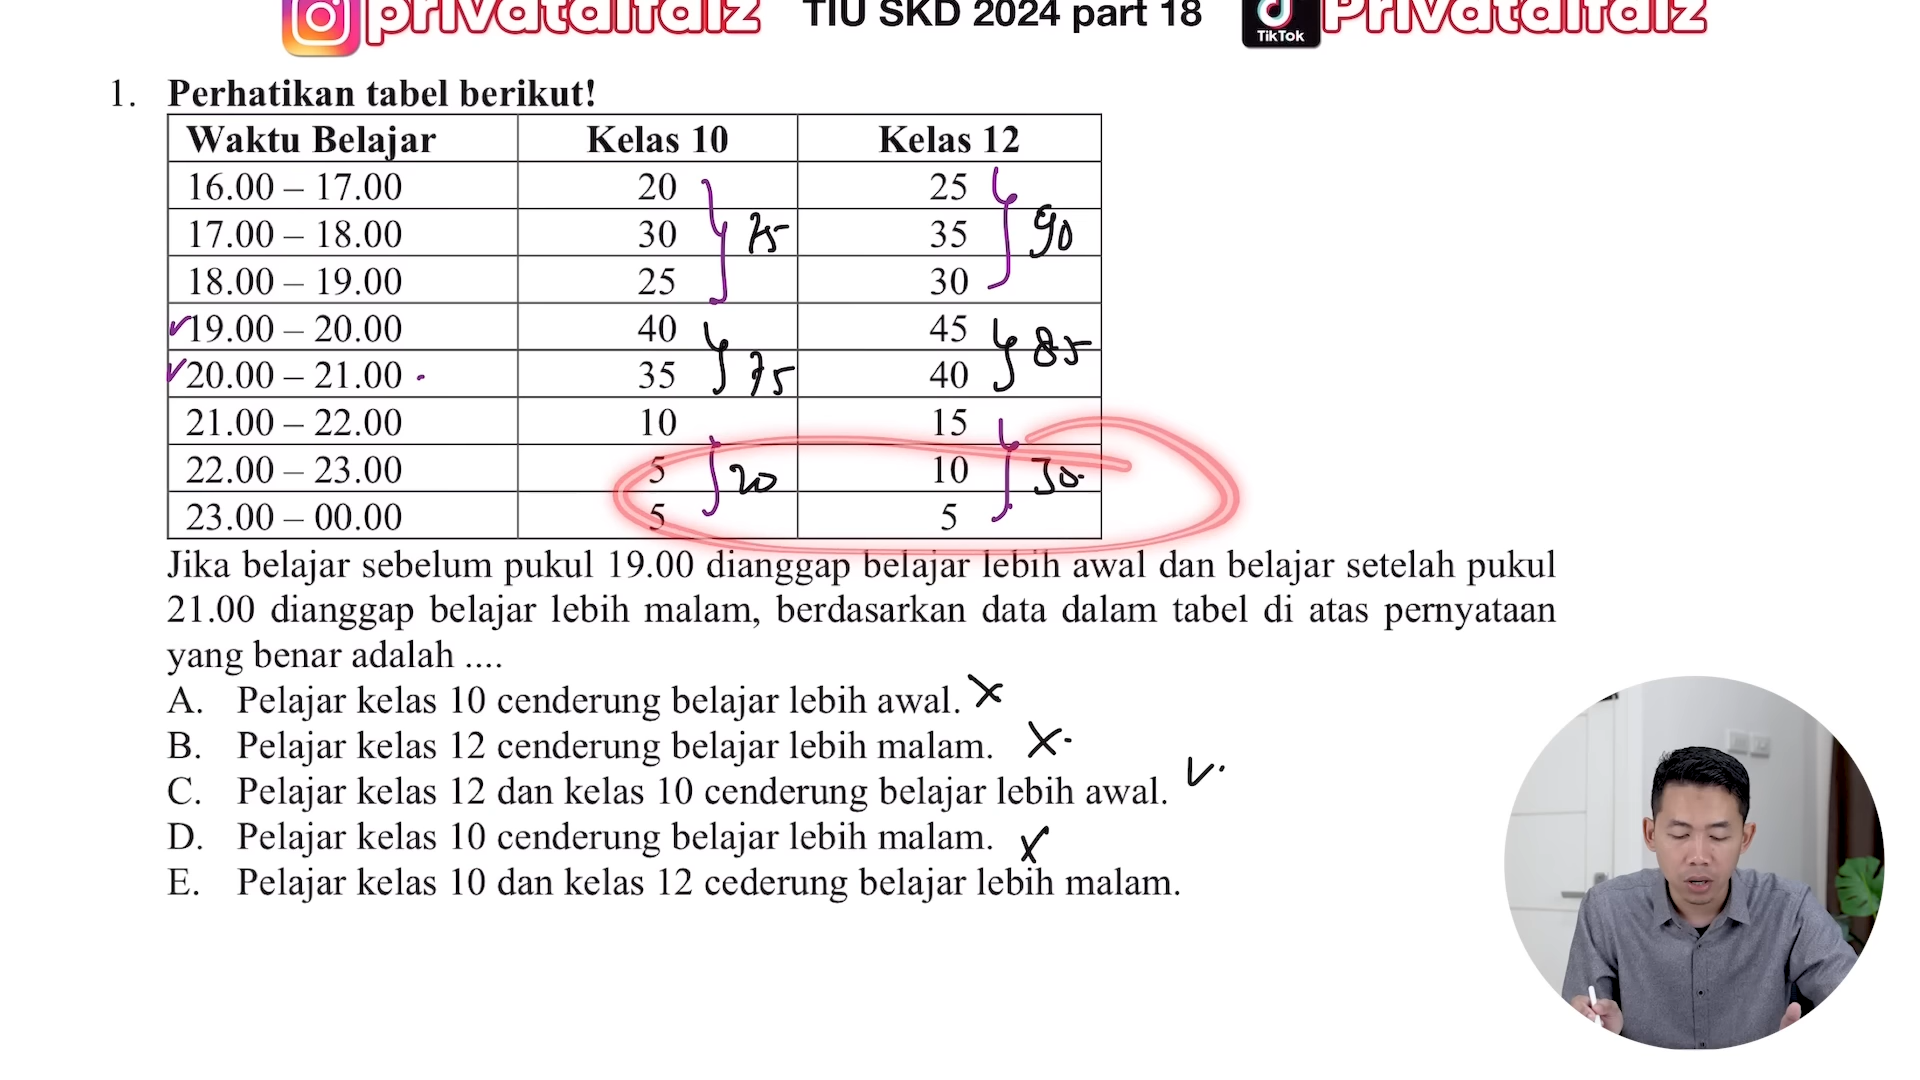 privatalfaiz TIU SKD 2024 part 18 TikTok Privatalfaiz
1. Perhatikan tabel berikut!
Waktu Belajar Kelas 10 Kelas 12
16.00 – 17.00 20 25
17.00 – 18.00 30 75 35 90
18.00 – 19.00 25 30
19.00 – 20.00 40 45
20.00 – 21.00 35 75 40 85
21.00 – 22.00 10 15
22.00 – 23.00 5 20 10 30
23.00 – 00.00 5 5
Jika belajar sebelum pukul 19.00 dianggap belajar lebih awal dan belajar setelah pukul
21.00 dianggap belajar lebih malam, berdasarkan data dalam tabel di atas pernyataan
yang benar adalah ....
A. Pelajar kelas 10 cenderung belajar lebih awal.
B. Pelajar kelas 12 cenderung belajar lebih malam.
C. Pelajar kelas 12 dan kelas 10 cenderung belajar lebih awal.
D. Pelajar kelas 10 cenderung belajar lebih malam.
E. Pelajar kelas 10 dan kelas 12 cederung belajar lebih malam.